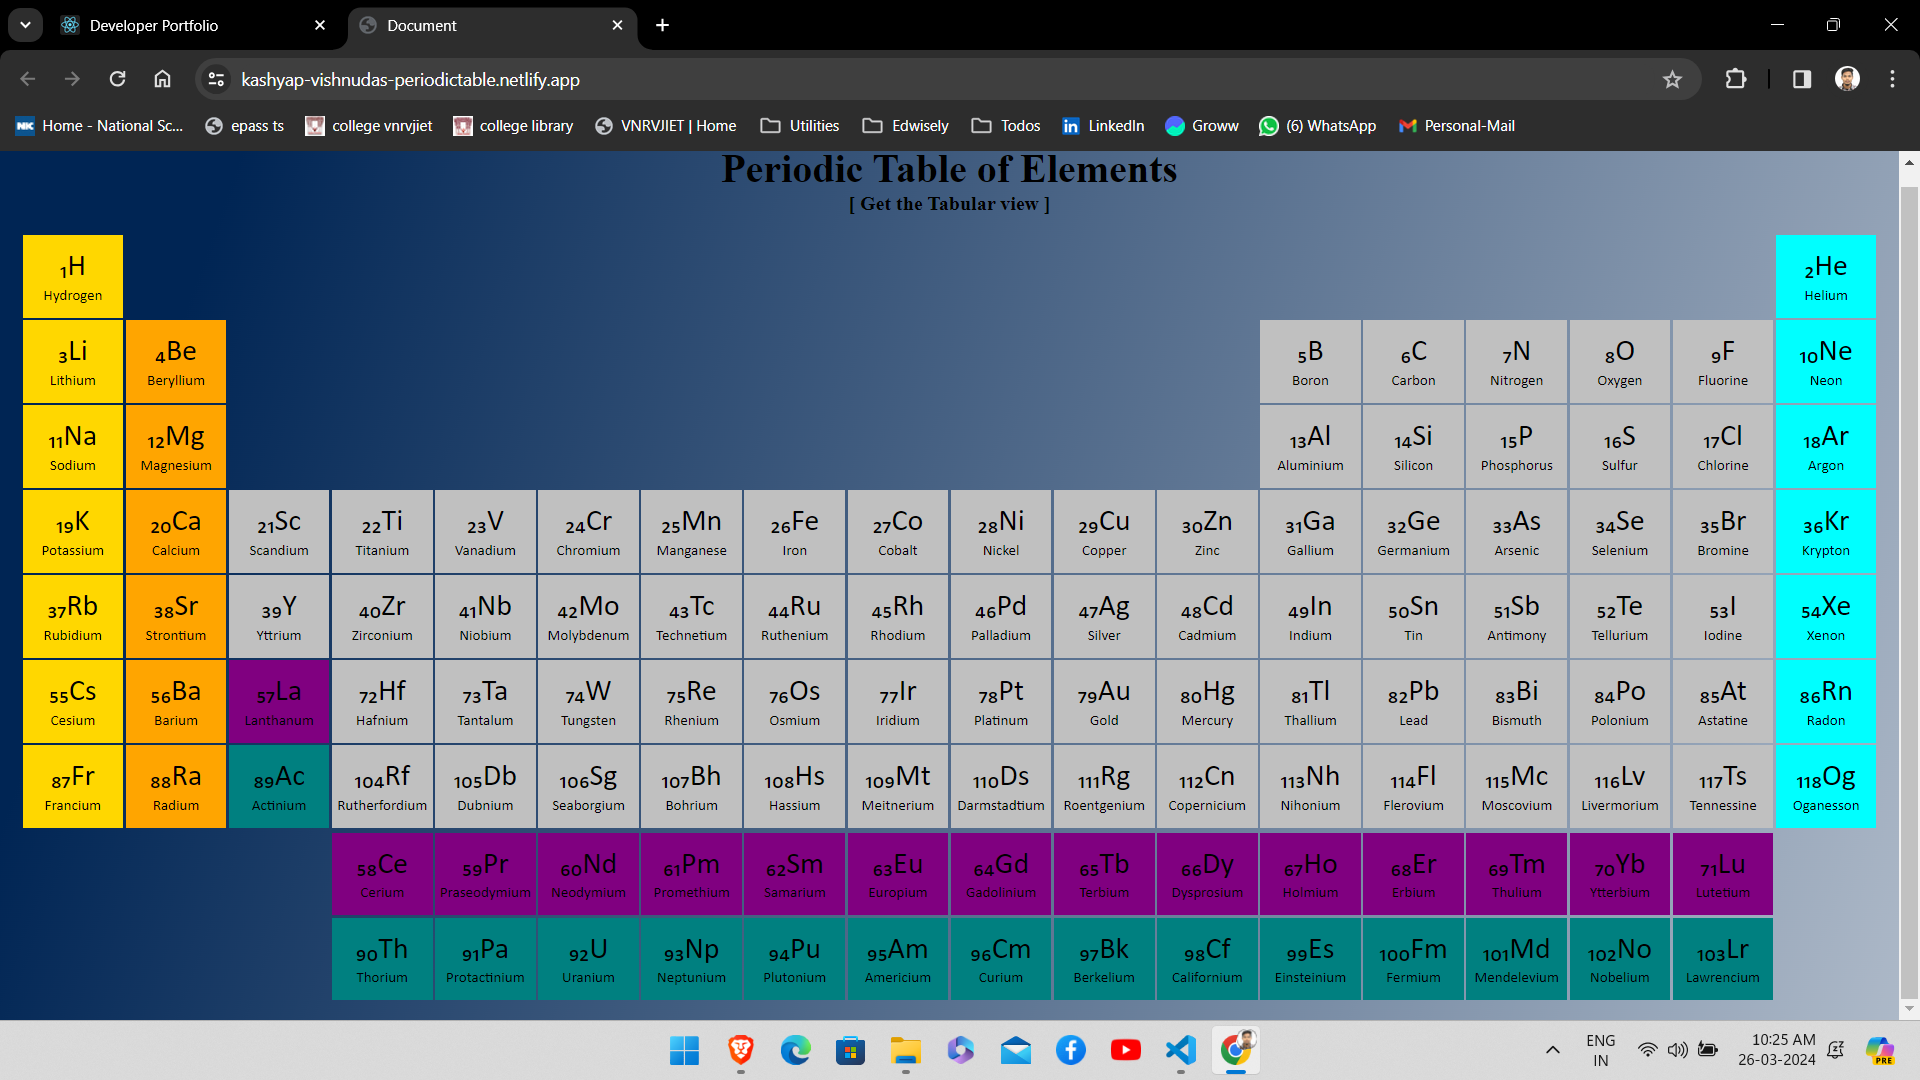 Developer Portfolio
Document
kashyap-vishnudas-periodictable.netlify.app
Home - National Sc... epass ts college vnrvjiet college library VNRVJIET | Home Utilities Edwisely Todos LinkedIn Groww (6) WhatsApp Personal-Mail
Periodic Table of Elements
[ Get the Tabular view ]
1H 2He
Hydrogen Helium
3Li 4Be 5B 6C 7N 8O 9F 10Ne
Lithium Beryllium Boron Carbon Nitrogen Oxygen Fluorine Neon
11Na 12Mg 13Al 14Si 15P 16S 17Cl 18Ar
Sodium Magnesium Aluminium Silicon Phosphorus Sulfur Chlorine Argon
19K 20Ca 21Sc 22Ti 23V 24Cr 25Mn 26Fe 27Co 28Ni 29Cu 30Zn 31Ga 32Ge 33As 34Se 35Br 36Kr
Potassium Calcium Scandium Titanium Vanadium Chromium Manganese Iron Cobalt Nickel Copper Zinc Gallium Germanium Arsenic Selenium Bromine Krypton
37Rb 38Sr 39Y 40Zr 41Nb 42Mo 43Tc 44Ru 45Rh 46Pd 47Ag 48Cd 49In 50Sn 51Sb 52Te 53I 54Xe
Rubidium Strontium Yttrium Zirconium Niobium Molybdenum Technetium Ruthenium Rhodium Palladium Silver Cadmium Indium Tin Antimony Tellurium Iodine Xenon
55Cs 56Ba 57La 72Hf 73Ta 74W 75Re 76Os 77Ir 78Pt 79Au 80Hg 81Tl 82Pb 83Bi 84Po 85At 86Rn
Cesium Barium Lanthanum Hafnium Tantalum Tungsten Rhenium Osmium Iridium Platinum Gold Mercury Thallium Lead Bismuth Polonium Astatine Radon
87Fr 88Ra 89Ac 104Rf 105Db 106Sg 107Bh 108Hs 109Mt 110Ds 111Rg 112Cn 113Nh 114Fl 115Mc 116Lv 117Ts 118Og
Francium Radium Actinium Rutherfordium Dubnium Seaborgium Bohrium Hassium Meitnerium Darmstadtium Roentgenium Copernicium Nihonium Flerovium Moscovium Livermorium Tennessine Oganesson
58Ce 59Pr 60Nd 61Pm 62Sm 63Eu 64Gd 65Tb 66Dy 67Ho 68Er 69Tm 70Yb 71Lu
Cerium Praseodymium Neodymium Promethium Samarium Europium Gadolinium Terbium Dysprosium Holmium Erbium Thulium Ytterbium Lutetium
90Th 91Pa 92U 93Np 94Pu 95Am 96Cm 97Bk 98Cf 99Es 100Fm 101Md 102No 103Lr
Thorium Protactinium Uranium Neptunium Plutonium Americium Curium Berkelium Californium Einsteinium Fermium Mendelevium Nobelium Lawrencium
ENG 10:25 AM
IN 26-03-2024
PRE